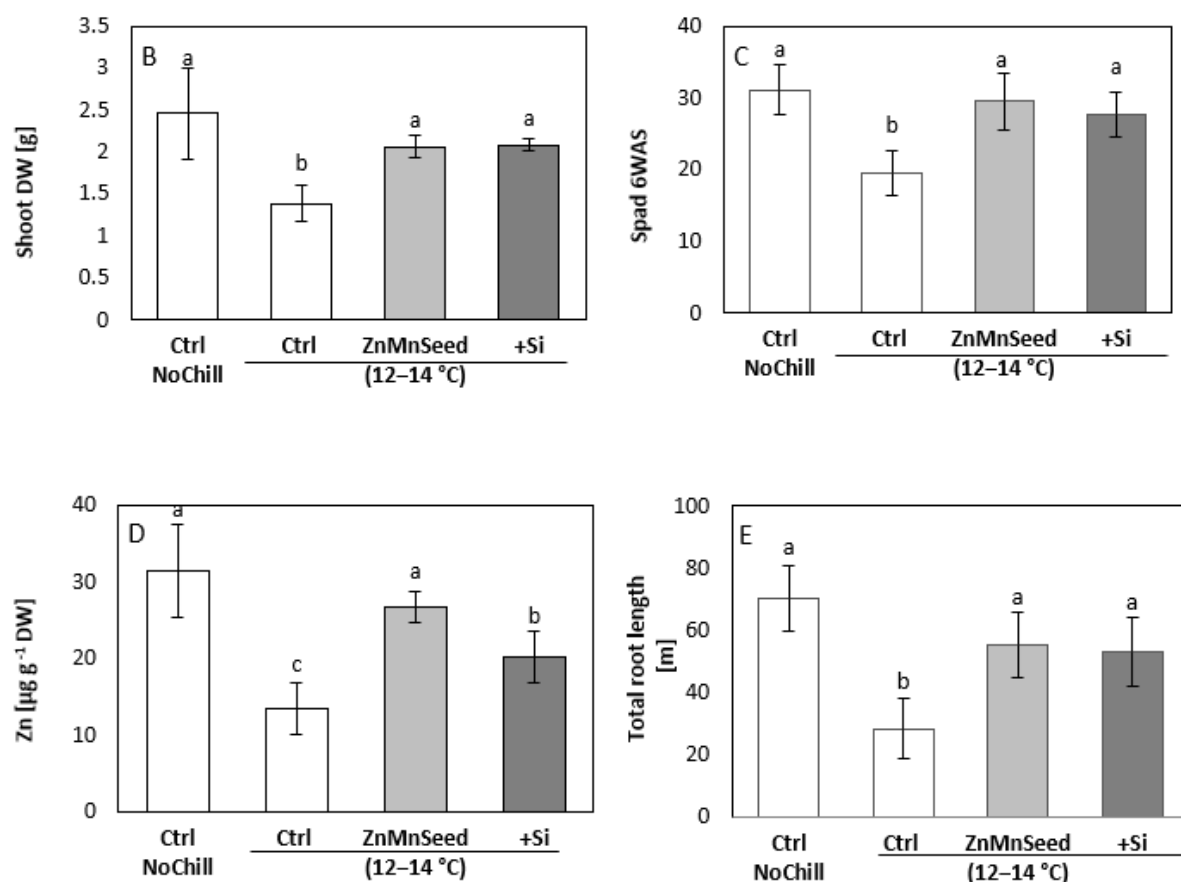 B
Shoot DW [g]
3.5
3
2.5
2
1.5
1
0.5
0
a
b
a
a
Ctrl NoChill
Ctrl
ZnMnSeed
+Si
(12–14 °C)
C
Spad 6WAS
40
30
20
10
0
a
b
a
a
Ctrl NoChill
Ctrl
ZnMnSeed
+Si
(12–14 °C)
D
Zn [µg g⁻¹ DW]
40
30
20
10
0
a
c
a
b
Ctrl NoChill
Ctrl
ZnMnSeed
+Si
(12–14 °C)
E
Total root length
[m]
100
80
60
40
20
0
a
b
a
a
Ctrl NoChill
Ctrl
ZnMnSeed
+Si
(12–14 °C)